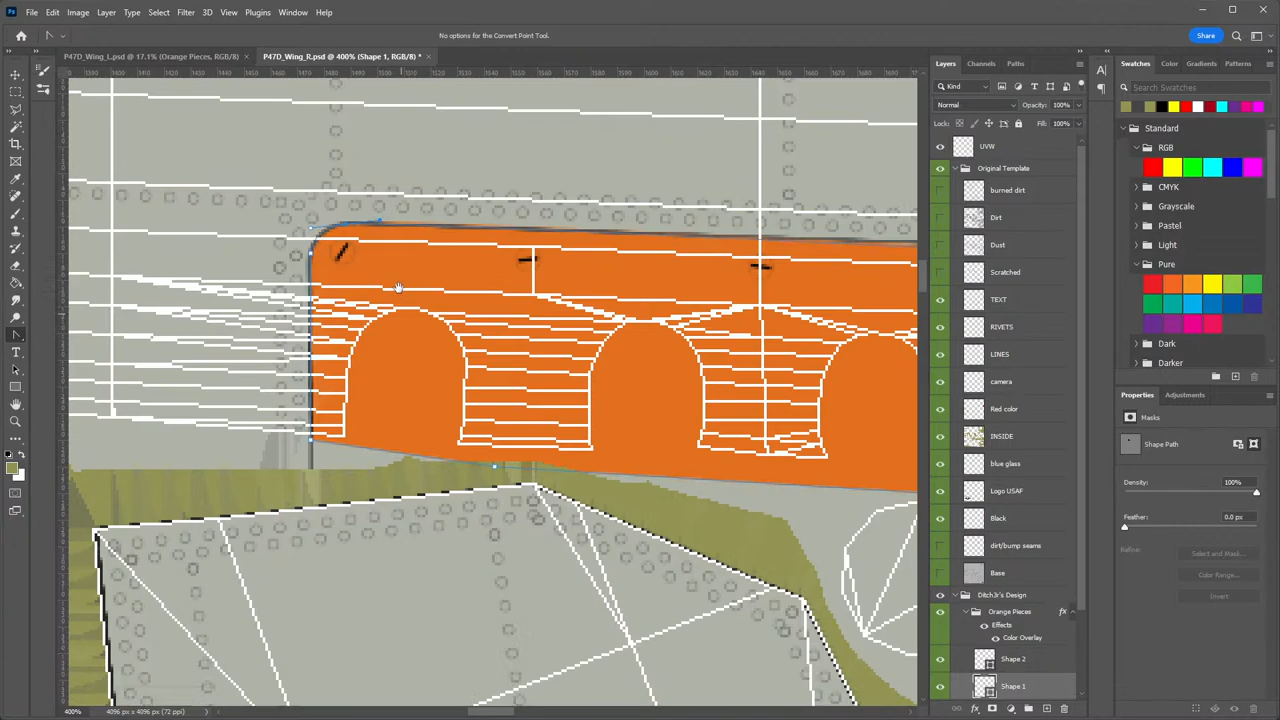 Ps File Edit Image Layer Type Select Filter 3D View Plugins Window Help
No options for the Convert Point Tool.
Share
P47D_Wing_L.psd @ 17.1% (Orange Pieces, RGB/8) × P47D_Wing_R.psd @ 400% (Shape 1, RGB/8) * ×
Layers Channels Paths
Kind
Normal Opacity: 100%
Lock: Fill: 100%
UVW
Original Template
burned dirt
Dirt
Dust
Scratched
TEXT
RIVETS
LINES
camera
Red color
INSIDE
blue glass
Logo USAF
Black
dirt/bump seams
Base
Ditch3r's Design
Orange Pieces fx
Effects
Color Overlay
Shape 2
Shape 1
Swatches Color Gradients Patterns
Search Swatches
Standard
RGB
CMYK
Grayscale
Pastel
Light
Pure
Dark
Darker
Properties Adjustments
Masks
Shape Path
Density: 100%
Feather: 0.0 px
Refine:
Select and Mask...
Color Range...
Invert
400% 4096 px x 4096 px (72 ppi)